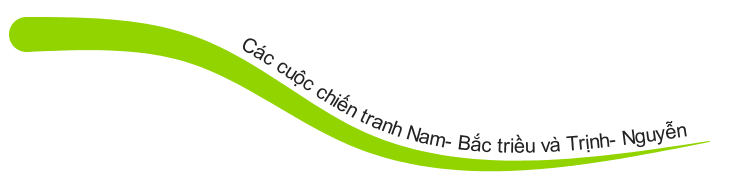 Các cuộc chiến tranh Nam- Bắc triều và Trịnh- Nguyễn